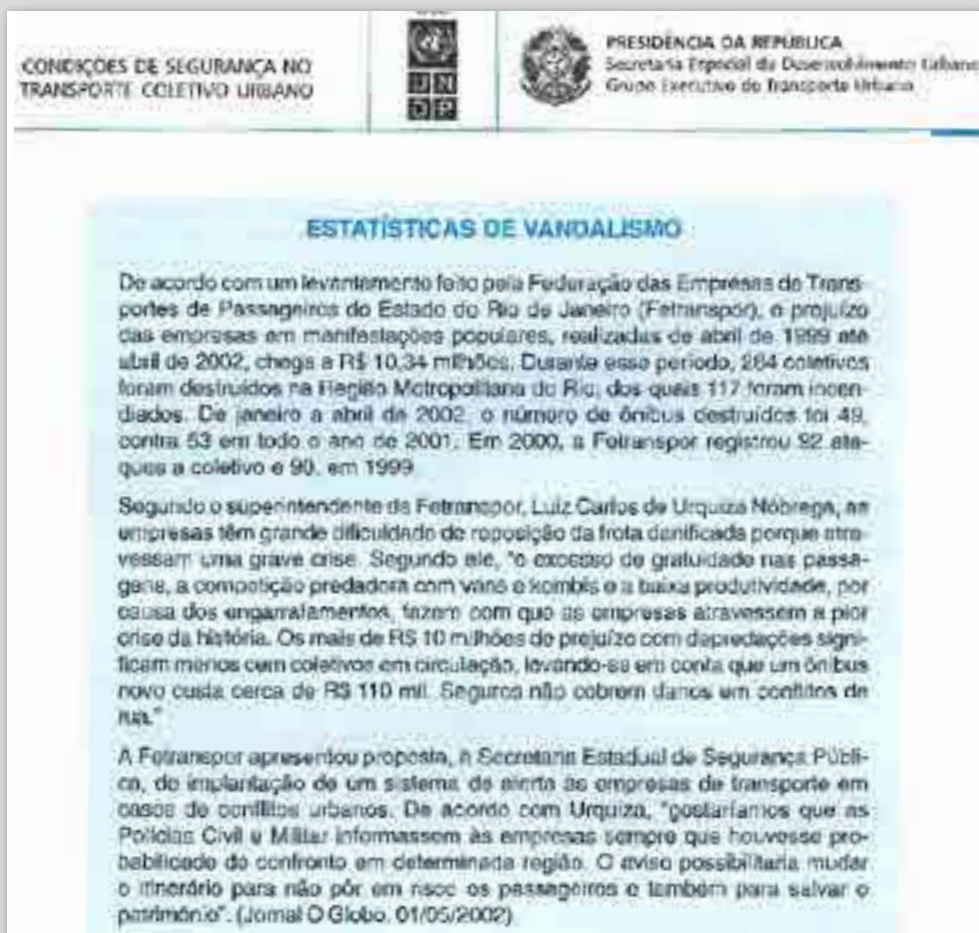 CONDIÇÕES DE SEGURANÇA NO
TRANSPORTE COLETIVO URBANO
UN
DP
PRESIDÊNCIA DA REPÚBLICA
Secretaria Especial de Desenvolvimento Urbano
Grupo Executivo de Transporte Urbano
ESTATÍSTICAS DE VANDALISMO
De acordo com um levantamento feito pela Federação das Empresas de Trans-
portes de Passageiros do Estado do Rio de Janeiro (Fetranspor), o prejuízo
das empresas em manifestações populares, realizadas de abril de 1999 até
abril de 2002, chega a R$ 10,34 milhões. Durante esse período, 284 coletivos
foram destruídos na Região Metropolitana do Rio, dos quais 117 foram incen-
diados. De janeiro a abril de 2002, o número de ônibus destruídos foi 49,
contra 53 em todo o ano de 2001. Em 2000, a Fetranspor registrou 92 ata-
ques a coletivo e 90, em 1999.
Segundo o superintendente da Fetranspor, Luiz Carlos de Urquiza Nóbrega, as
empresas têm grande dificuldade de reposição da frota danificada porque atra-
vessam uma grave crise. Segundo ele, "o excesso de gratuidade nas passa-
gens, a competição predadora com vans e kombis e a baixa produtividade, por
causa dos engarrafamentos, fazem com que as empresas atravessem a pior
crise da história. Os mais de R$ 10 milhões de prejuízo com depredações signi-
ficam menos cem coletivos em circulação, levando-se em conta que um ônibus
novo custa cerca de R$ 110 mil. Seguros não cobrem danos em conflitos de
rua."
A Fetranspor apresentou proposta, à Secretaria Estadual de Segurança Públi-
ca, de implantação de um sistema de alerta às empresas de transporte em
casos de conflitos urbanos. De acordo com Urquiza, "gostaríamos que as
Polícias Civil e Militar informassem às empresas sempre que houvesse pro-
babilidade de confronto em determinada região. O aviso possibilitaria mudar
o itinerário para não pôr em risco os passageiros e também para salvar o
patrimônio". (Jornal O Globo, 01/05/2002)